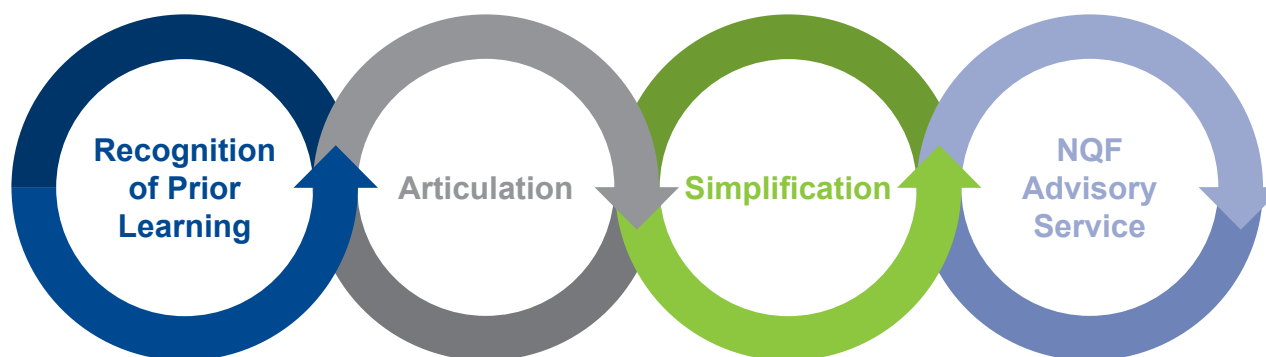 Recognition
of Prior
Learning
Articulation
Simplification
NQF
Advisory
Service